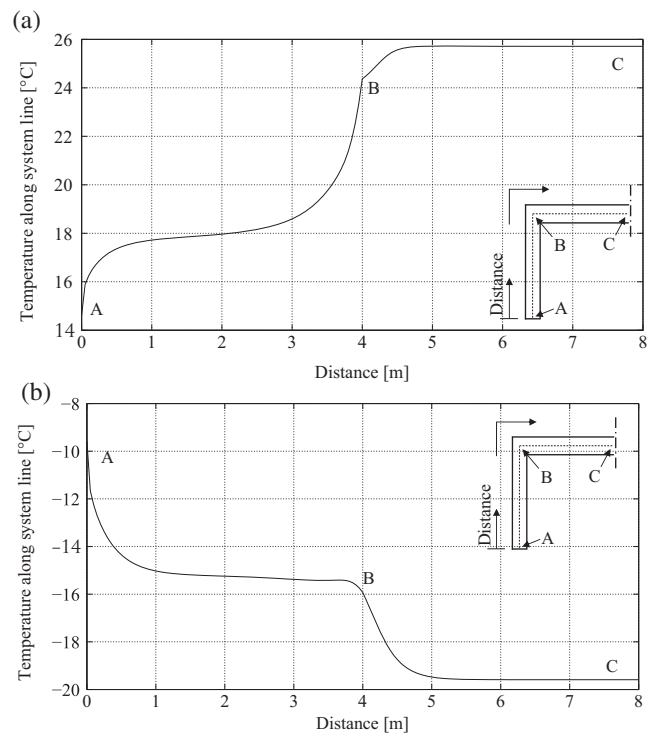 (a)
Temperature along system line [°C]
26
24
22
20
18
16
14
A
B
C
Distance
B
C
A
0 1 2 3 4 5 6 7 8
Distance [m]
(b)
Temperature along system line [°C]
−8
−10
−12
−14
−16
−18
−20
A
B
C
Distance
B
C
A
0 1 2 3 4 5 6 7 8
Distance [m]